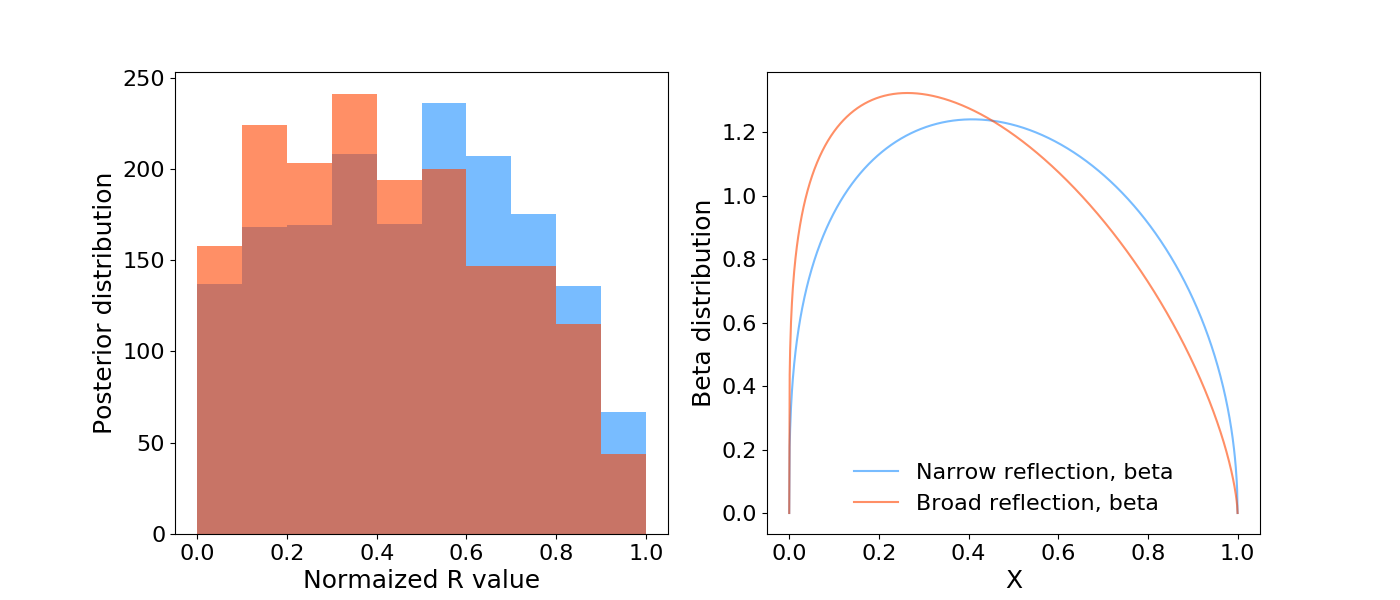 250
200
150
100
50
0
Posterior distribution
0.0 0.2 0.4 0.6 0.8 1.0
Normaized R value
1.2
1.0
0.8
0.6
0.4
0.2
0.0
Beta distribution
Narrow reflection, beta
Broad reflection, beta
0.0 0.2 0.4 0.6 0.8 1.0
X